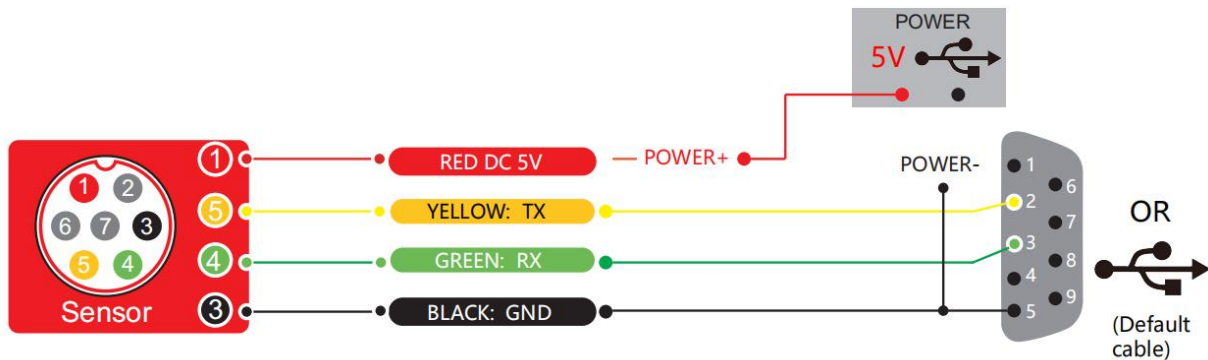 POWER
5V
1 RED DC 5V POWER+
POWER-
5 YELLOW: TX
4 GREEN: RX
3 BLACK: GND
1 2
6 7 3
5 4
Sensor
1
6
2
7
3
8
4
9
5
OR
(Default
cable)